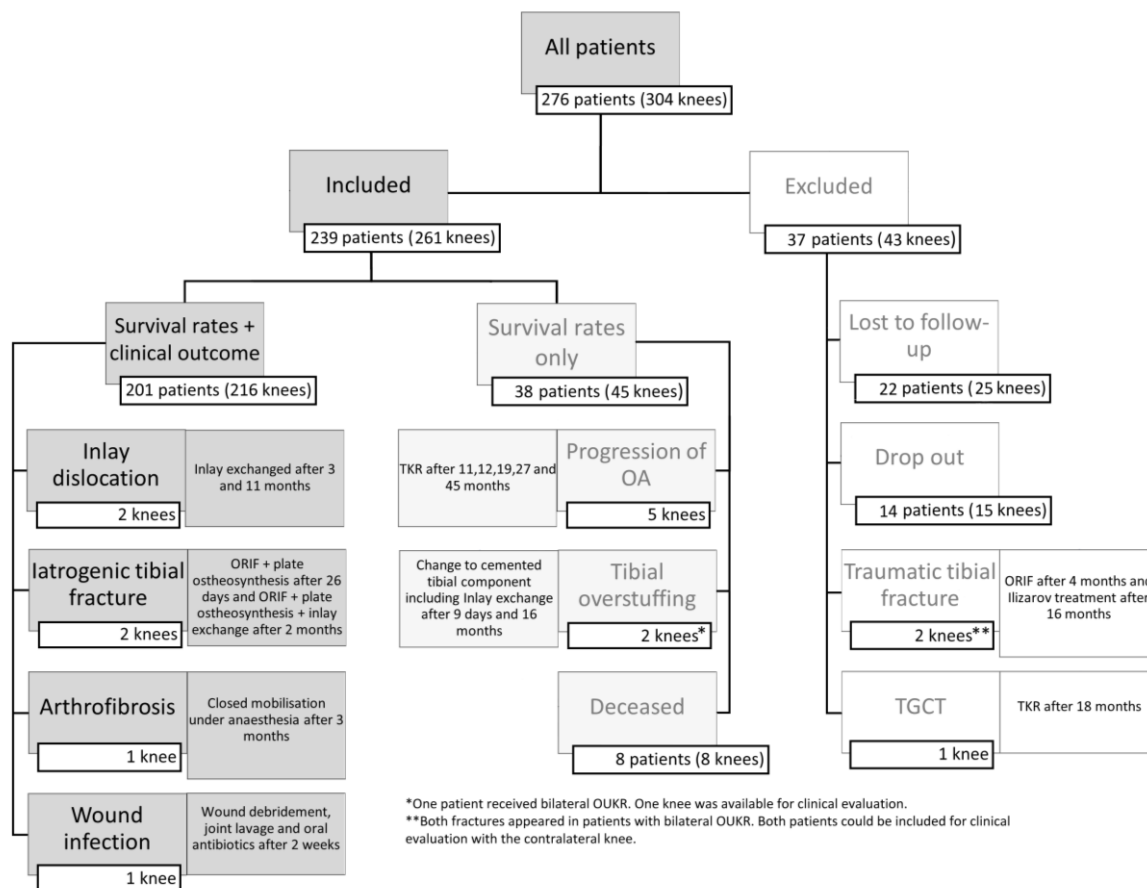 All patients
276 patients (304 knees)
Included
239 patients (261 knees)
Excluded
37 patients (43 knees)
Survival rates +
clinical outcome
201 patients (216 knees)
Survival rates
only
38 patients (45 knees)
Lost to follow-
up
22 patients (25 knees)
Inlay
dislocation
2 knees
Inlay exchanged after 3
and 11 months
TKR after 11,12,19,27 and
45 months
Progression of
OA
5 knees
Drop out
14 patients (15 knees)
Iatrogenic tibial
fracture
2 knees
ORIF + plate
ostheosynthesis after 26
days and ORIF + plate
ostheosynthesis + inlay
exchange after 2 months
Change to cemented
tibial component
including Inlay exchange
after 9 days and 16
months
Tibial
overstuffing
2 knees*
Traumatic tibial
fracture
2 knees**
ORIF after 4 months and
Ilizarov treatment after
16 months
Arthrofibrosis
1 knee
Closed mobilisation
under anaesthesia after 3
months
Deceased
8 patients (8 knees)
TGCT
1 knee
TKR after 18 months
Wound
infection
1 knee
Wound debridement,
joint lavage and oral
antibiotics after 2 weeks
*One patient received bilateral OUKR. One knee was available for clinical evaluation.
**Both fractures appeared in patients with bilateral OUKR. Both patients could be included for clinical
evaluation with the contralateral knee.